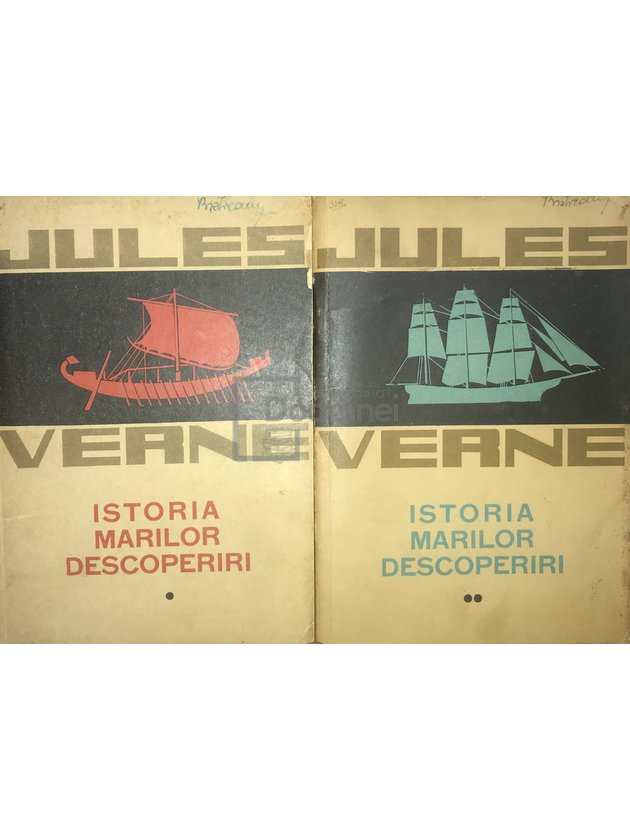 JULES
VERNE
ISTORIA
MARILOR
DESCOPERIRI
JULES
VERNE
ISTORIA
MARILOR
DESCOPERIRI